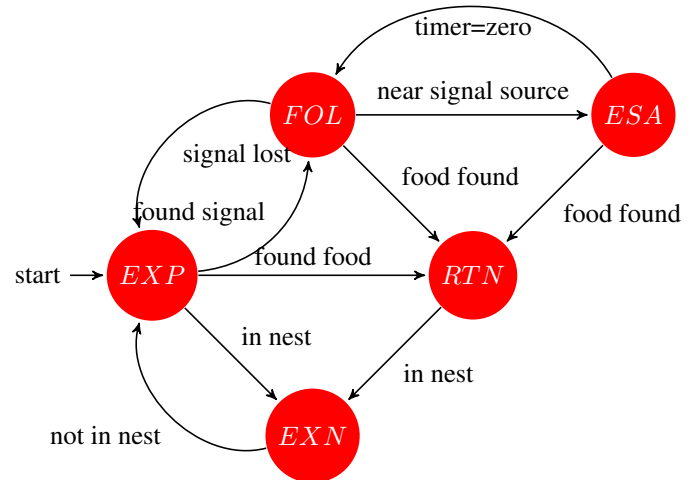 timer=zero
near signal source
FOL
ESA
signal lost
food found
found signal
food found
found food
start
EXP
RTN
in nest
in nest
not in nest
EXN